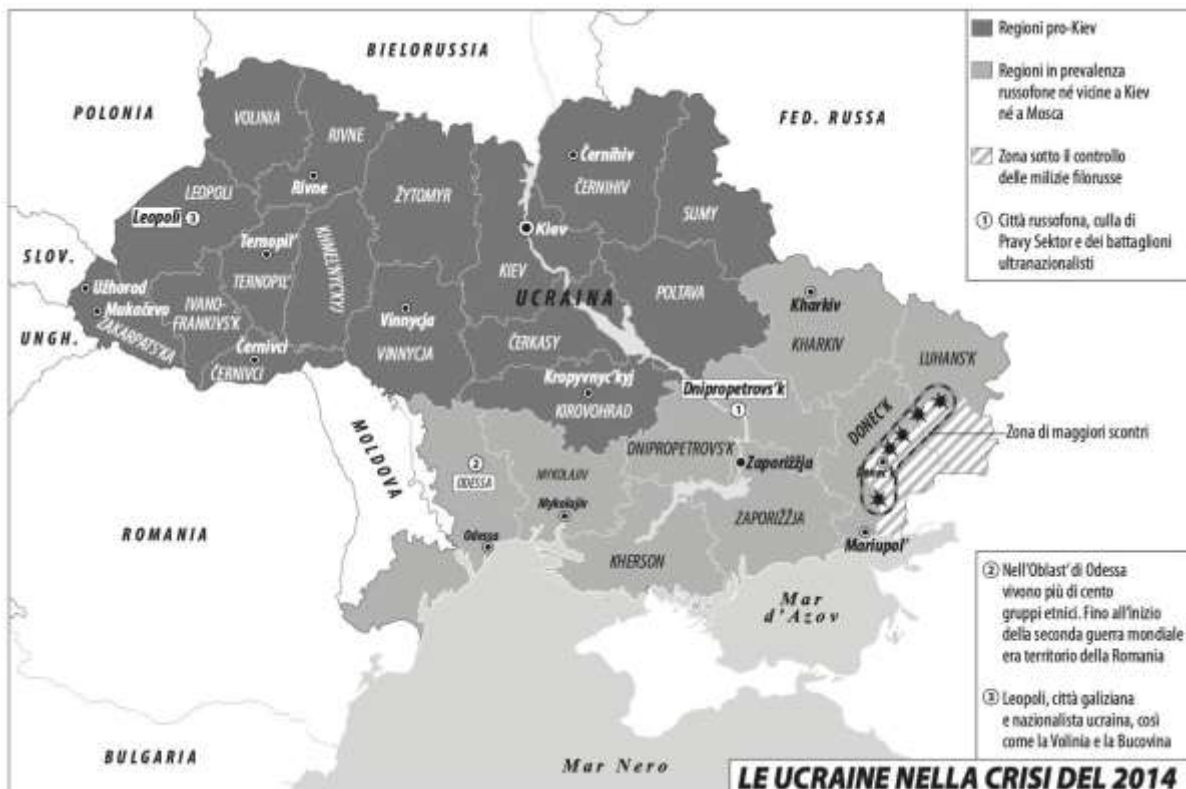 BIELORUSSIA
POLONIA
FED. RUSSA
SLOV.
UNGH.
ROMANIA
MOLDOVA
BULGARIA
UCRAINA
VOLINIA
RIVNE
Rivne
LEOPOLI
Leopoli ③
ŽYTOMYR
Černihiv
ČERNIHIV
SUMY
Kiev
KIEV
Ternopil'
TERNOPIL'
KHMEL'NYC'KYJ
Užhorod
Mukačevo
ZAKARPATS'KA
IVANO-
FRANKIVS'K
Černivci
ČERNIVCI
Vinnycja
VINNYCJA
ČERKASY
POLTAVA
Kropyvnyc'kyj
KIROVOHRAD
Kharkiv
KHARKIV
LUHANS'K
Dnipropetrovs'k
①
DNIPROPETROVS'K
DONEC'K
Donec'k
Zaporižžja
ZAPORIŽŽJA
Mariupol'
②
ODESSA
Odessa
MYKOLAJIV
Mykolajiv
KHERSON
Mar
d'Azov
Mar Nero
Zona di maggiori scontri
Regioni pro-Kiev
Regioni in prevalenza
russofone né vicine a Kiev
né a Mosca
Zona sotto il controllo
delle milizie filorusse
① Città russofona, culla di
Pravy Sektor e dei battaglioni
ultranazionalisti
② Nell'Oblast' di Odessa
vivono più di cento
gruppi etnici. Fino all'inizio
della seconda guerra mondiale
era territorio della Romania
③ Leopoli, città galiziana
e nazionalista ucraina, così
come la Volinia e la Bucovina
LE UCRAINE NELLA CRISI DEL 2014